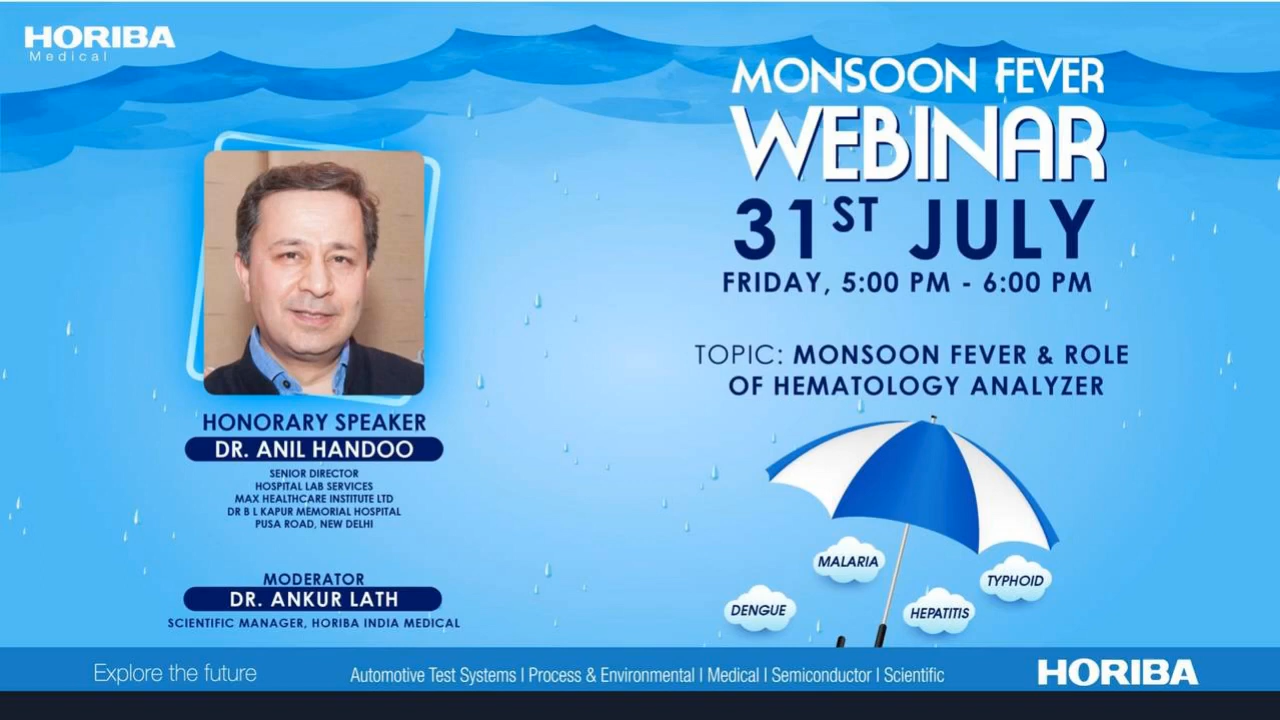 HORIBA
Medical
MONSOON FEVER
WEBINAR
31ST JULY
FRIDAY, 5:00 PM - 6:00 PM
TOPIC: MONSOON FEVER & ROLE
OF HEMATOLOGY ANALYZER
HONORARY SPEAKER
DR. ANIL HANDOO
SENIOR DIRECTOR
HOSPITAL LAB SERVICES
MAX HEALTHCARE INSTITUTE LTD
DR B L KAPUR MEMORIAL HOSPITAL
PUSA ROAD, NEW DELHI
MODERATOR
DR. ANKUR LATH
SCIENTIFIC MANAGER, HORIBA INDIA MEDICAL
MALARIA
TYPHOID
DENGUE
HEPATITIS
Explore the future
Automotive Test Systems I Process & Environmental I Medical I Semiconductor I Scientific
HORIBA